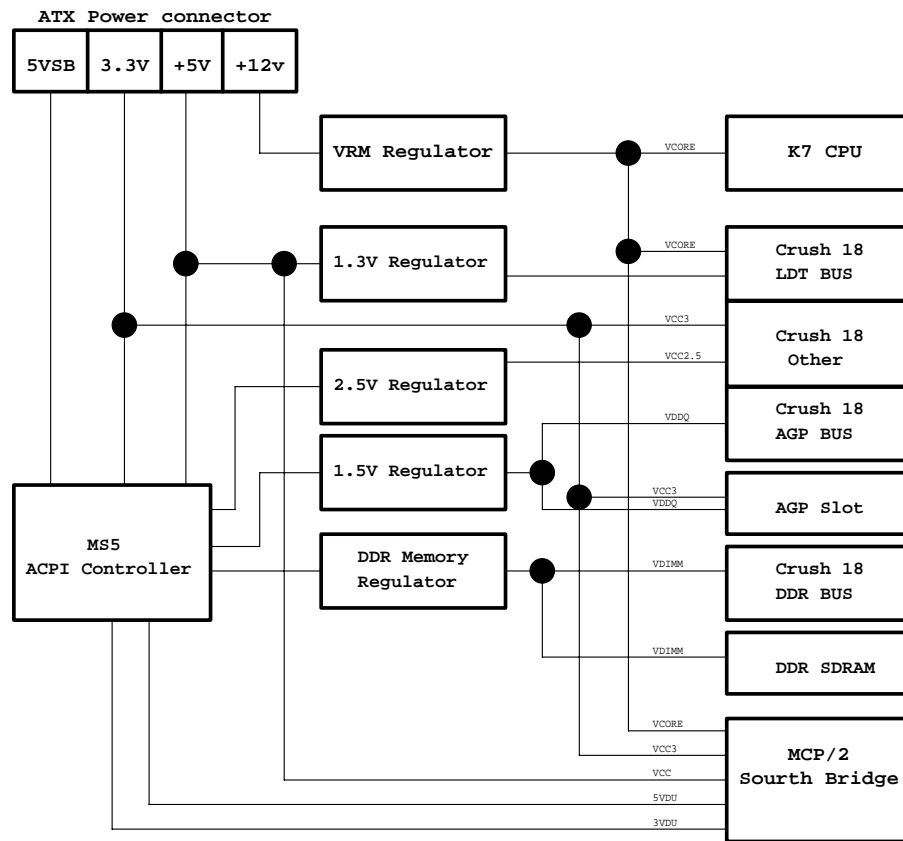 ATX Power connector
5VSB 3.3V +5V +12v
VRM Regulator
VCORE
K7 CPU
1.3V Regulator
VCORE
Crush 18
LDT BUS
VCC3
Crush 18
Other
VCC2.5
2.5V Regulator
VDDQ
Crush 18
AGP BUS
1.5V Regulator
VCC3
VDDQ
AGP Slot
MS5
ACPI Controller
DDR Memory
Regulator
VDIMM
Crush 18
DDR BUS
VDIMM
DDR SDRAM
VCORE
VCC3
VCC
5VDU
3VDU
MCP/2
Sourth Bridge